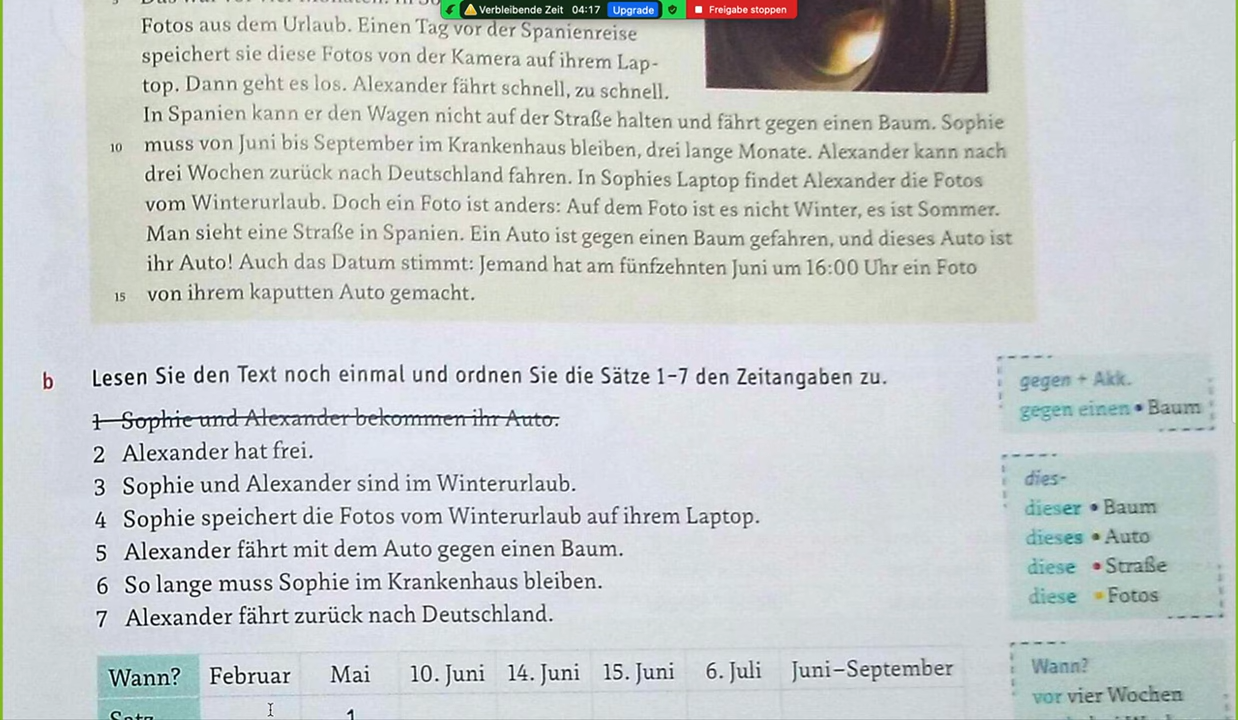 Verbleibende Zeit 04:17 Upgrade Freigabe stoppen
Fotos aus dem Urlaub. Einen Tag vor der Spanienreise
speichert sie diese Fotos von der Kamera auf ihrem Lap-
top. Dann geht es los. Alexander fährt schnell, zu schnell.
In Spanien kann er den Wagen nicht auf der Straße halten und fährt gegen einen Baum. Sophie
10 muss von Juni bis September im Krankenhaus bleiben, drei lange Monate. Alexander kann nach
drei Wochen zurück nach Deutschland fahren. In Sophies Laptop findet Alexander die Fotos
vom Winterurlaub. Doch ein Foto ist anders: Auf dem Foto ist es nicht Winter, es ist Sommer.
Man sieht eine Straße in Spanien. Ein Auto ist gegen einen Baum gefahren, und dieses Auto ist
ihr Auto! Auch das Datum stimmt: Jemand hat am fünfzehnten Juni um 16:00 Uhr ein Foto
15 von ihrem kaputten Auto gemacht.
b Lesen Sie den Text noch einmal und ordnen Sie die Sätze 1–7 den Zeitangaben zu.
1 Sophie und Alexander bekommen ihr Auto.
2 Alexander hat frei.
3 Sophie und Alexander sind im Winterurlaub.
4 Sophie speichert die Fotos vom Winterurlaub auf ihrem Laptop.
5 Alexander fährt mit dem Auto gegen einen Baum.
6 So lange muss Sophie im Krankenhaus bleiben.
7 Alexander fährt zurück nach Deutschland.
gegen + Akk.
gegen einen • Baum
dies-
dieser • Baum
dieses • Auto
diese • Straße
diese • Fotos
Wann? Februar Mai 10. Juni 14. Juni 15. Juni 6. Juli Juni–September
Satz 1
Wann?
vor vier Wochen